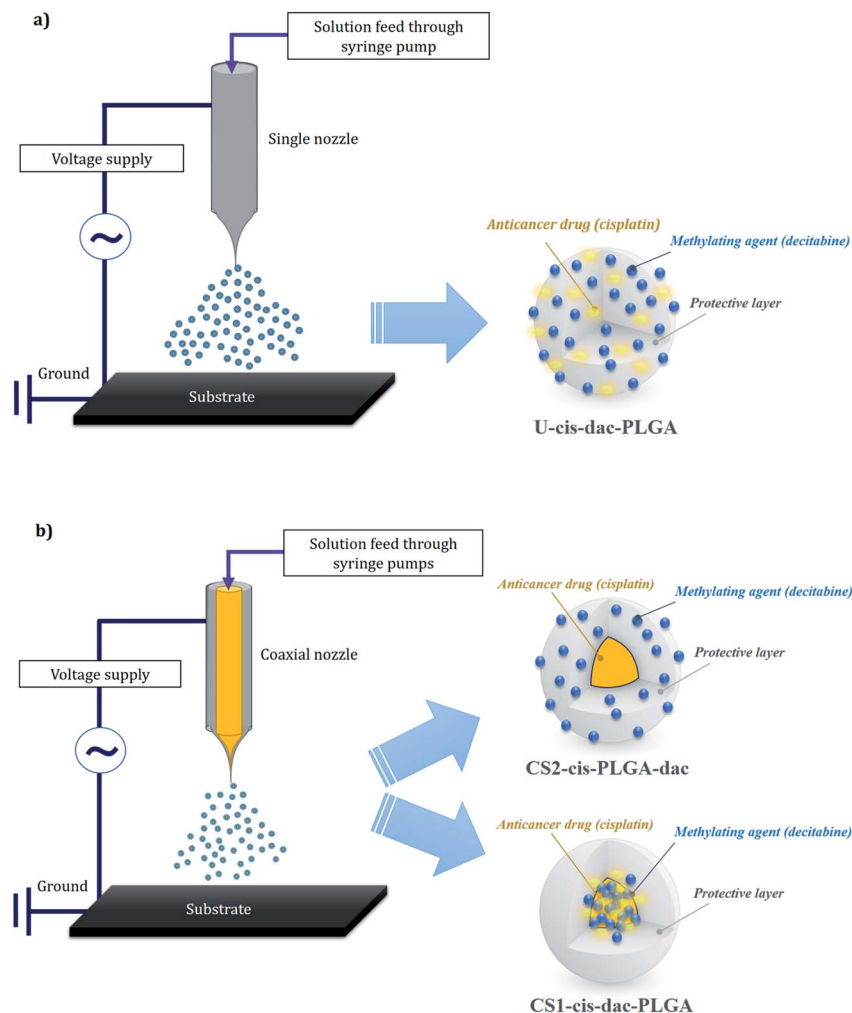 a)
Solution feed through
syringe pump
Single nozzle
Voltage supply
Anticancer drug (cisplatin)
Methylating agent (decitabine)
Protective layer
Ground
Substrate
U-cis-dac-PLGA
b)
Solution feed through
syringe pumps
Anticancer drug (cisplatin)
Methylating agent (decitabine)
Coaxial nozzle
Protective layer
Voltage supply
CS2-cis-PLGA-dac
Anticancer drug (cisplatin)
Methylating agent (decitabine)
Ground
Protective layer
Substrate
CS1-cis-dac-PLGA